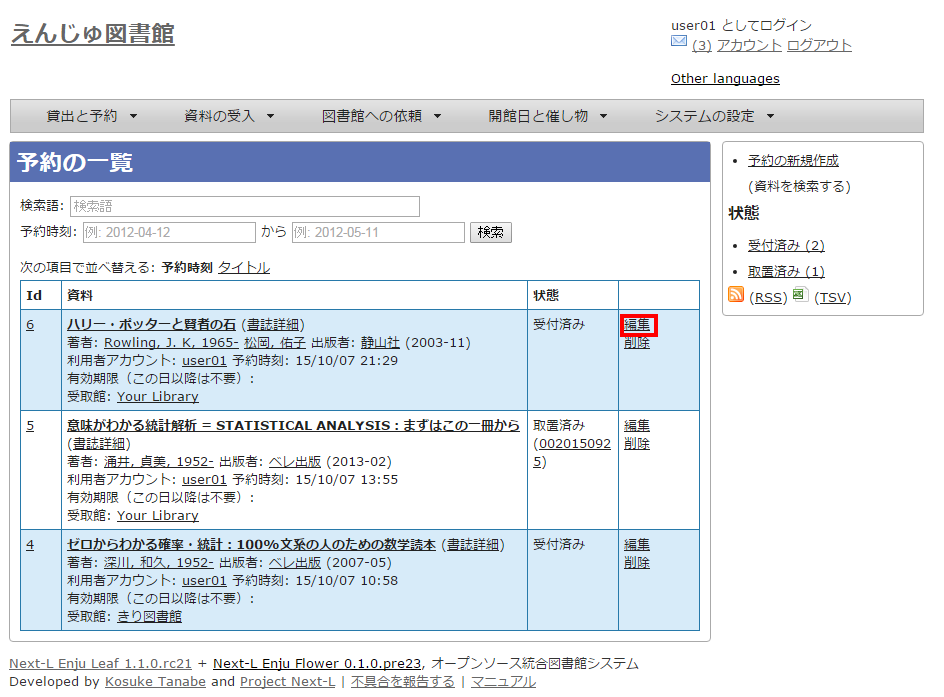 えんじゅ図書館
user01 としてログイン
(3) アカウント ログアウト
Other languages
貸出と予約 資料の受入 図書館への依頼 開館日と催し物 システムの設定
予約の一覧
検索語: 検索語
予約時刻: 例: 2012-04-12 から 例: 2012-05-11 検索
次の項目で並べ替える: 予約時刻 タイトル
Id 資料 状態
6 ハリー・ポッターと賢者の石 (書誌詳細) 受付済み 編集
著者: Rowling, J. K, 1965- 松岡, 佑子 出版者: 静山社 (2003-11) 削除
利用者アカウント: user01 予約時刻: 15/10/07 21:29
有効期限（この日以降は不要）:
受取館: Your Library
5 意味がわかる統計解析 = STATISTICAL ANALYSIS : まずはこの一冊から 取置済み 編集
(書誌詳細) (002015092 削除
著者: 涌井, 貞美, 1952- 出版者: ベレ出版 (2013-02) 5)
利用者アカウント: user01 予約時刻: 15/10/07 13:55
有効期限（この日以降は不要）:
受取館: Your Library
4 ゼロからわかる確率・統計 : 100%文系の人のための数学読本 (書誌詳細) 受付済み 編集
著者: 深川, 和久, 1952- 出版者: ベレ出版 (2007-05) 削除
利用者アカウント: user01 予約時刻: 15/10/07 10:58
有効期限（この日以降は不要）:
受取館: きり図書館
予約の新規作成
(資料を検索する)
状態
受付済み (2)
取置済み (1)
(RSS) (TSV)
Next-L Enju Leaf 1.1.0.rc21 + Next-L Enju Flower 0.1.0.pre23, オープンソース統合図書館システム
Developed by Kosuke Tanabe and Project Next-L | 不具合を報告する | マニュアル